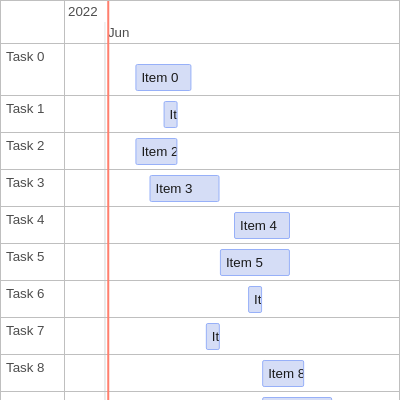 2022
Jun
Task 0
Item 0
Task 1
It
Task 2
Item 2
Task 3
Item 3
Task 4
Item 4
Task 5
Item 5
Task 6
It
Task 7
It
Task 8
Item 8